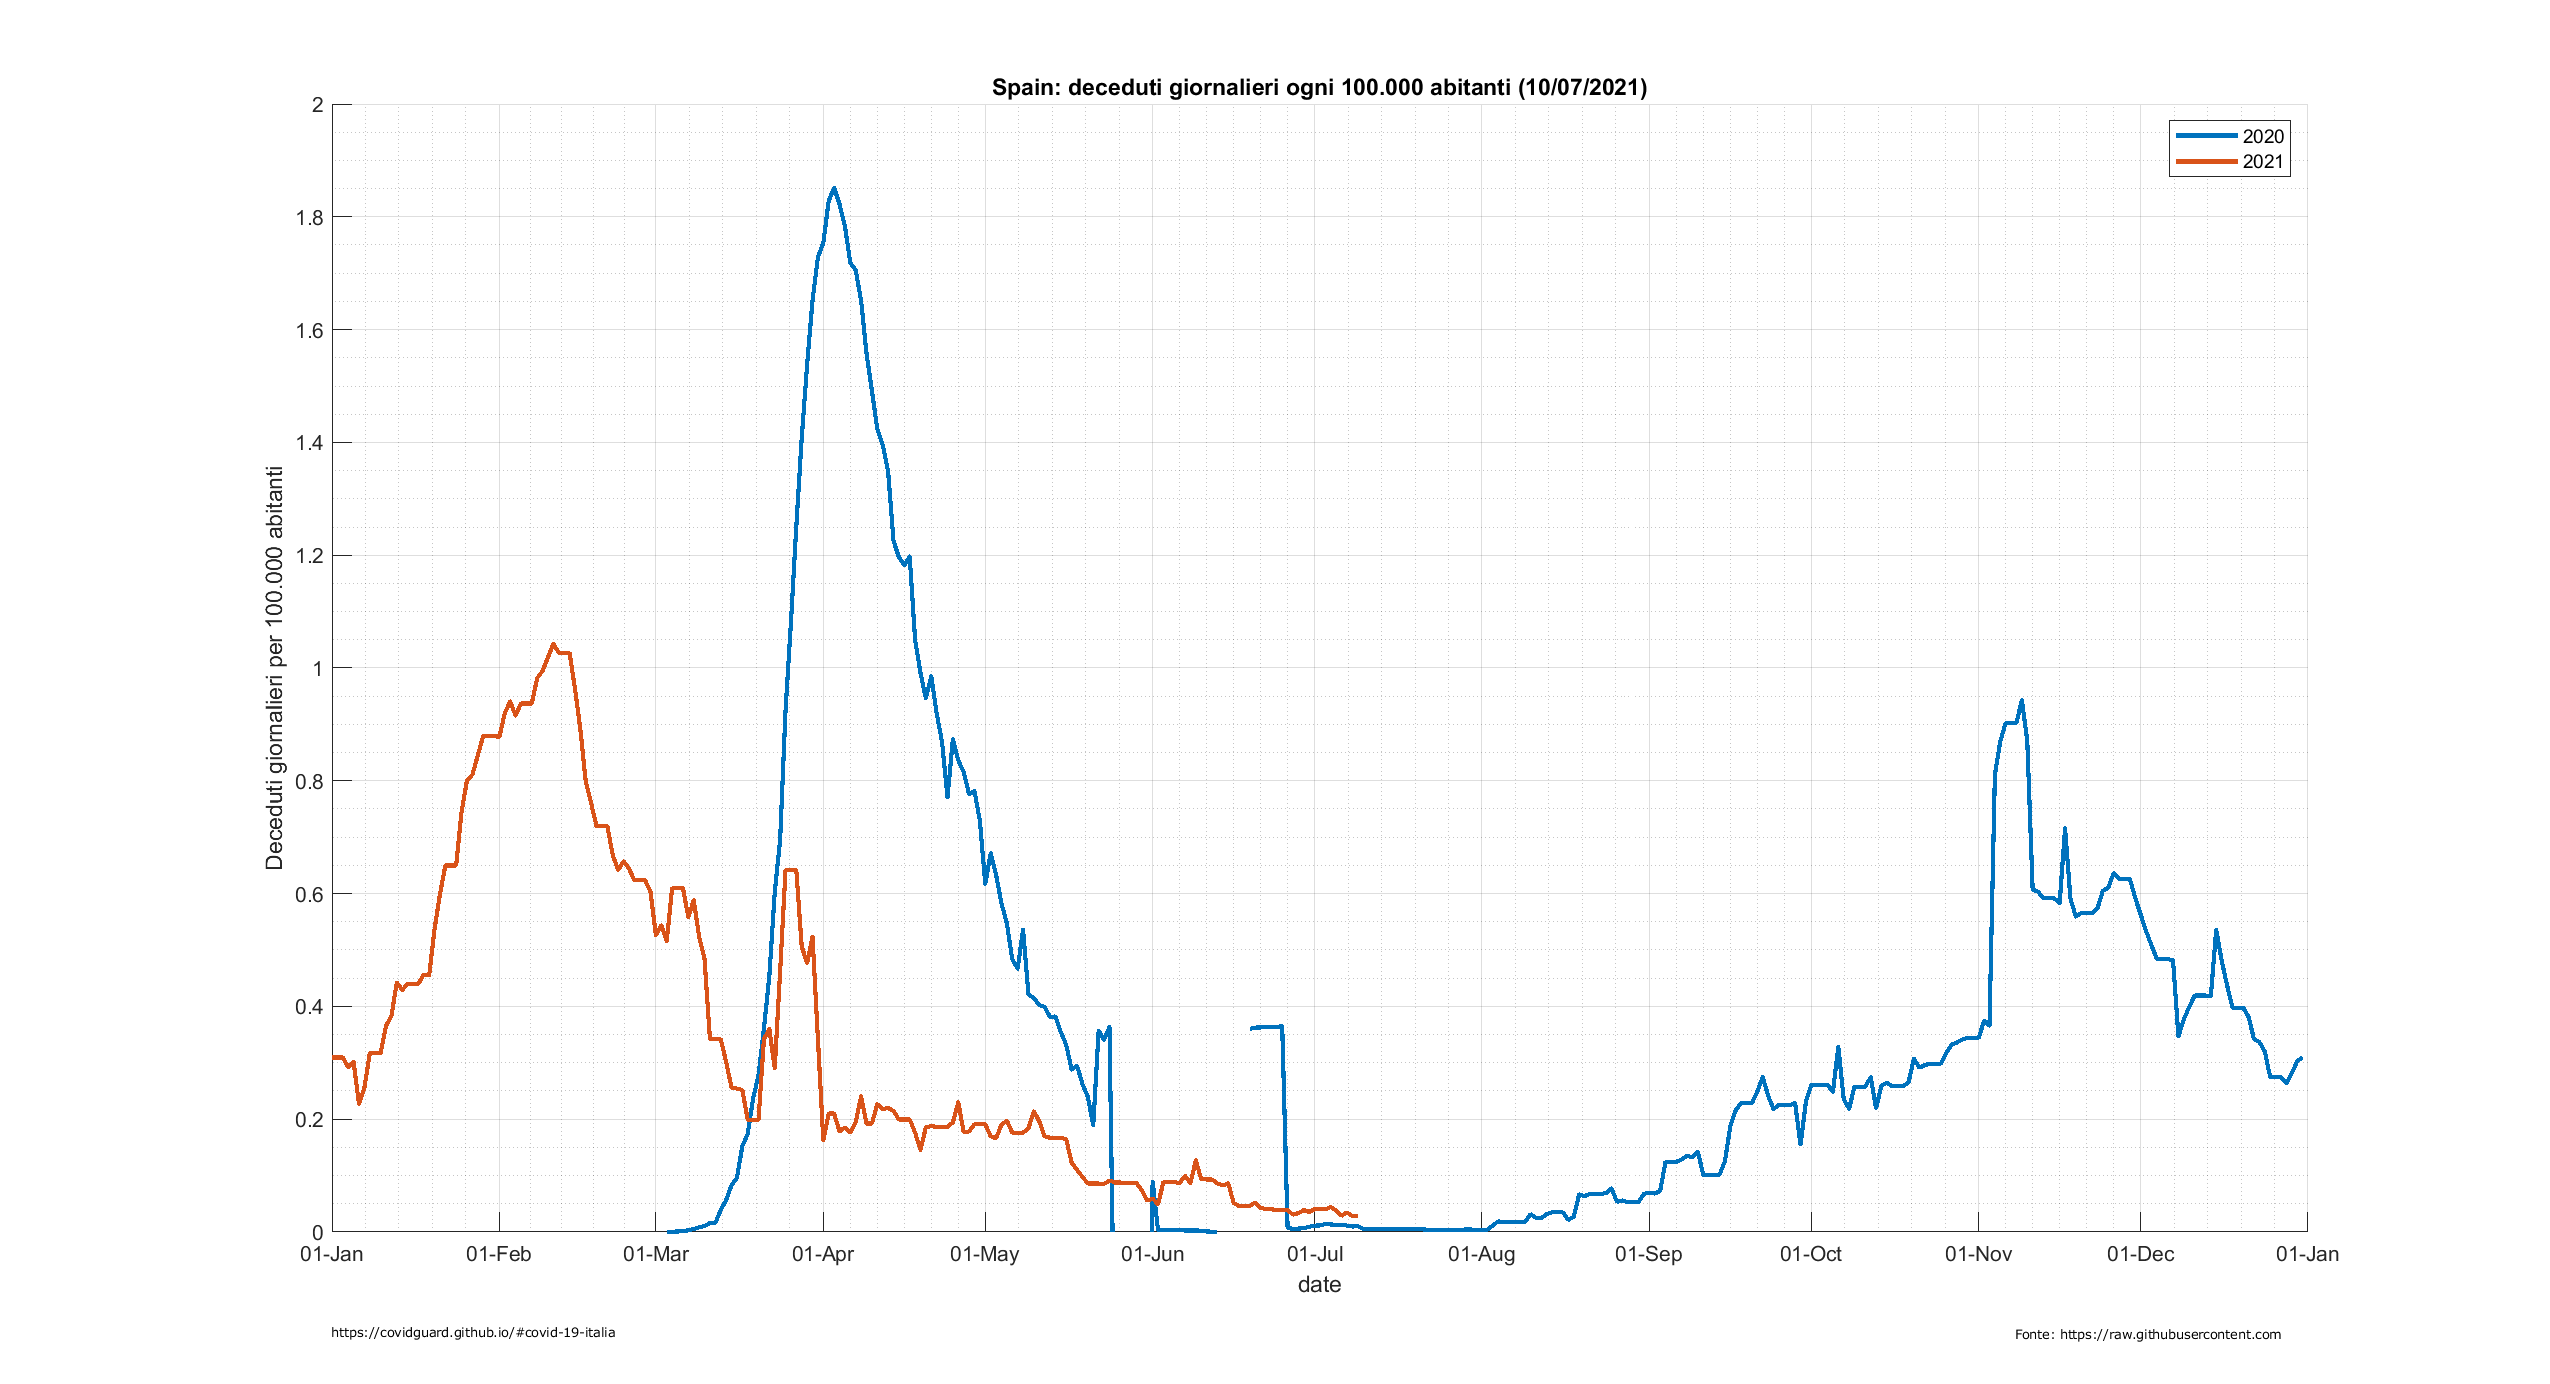 Spain: deceduti giornalieri ogni 100.000 abitanti (10/07/2021)
2020
2021
Deceduti giornalieri per 100.000 abitanti
2
1.8
1.6
1.4
1.2
1
0.8
0.6
0.4
0.2
0
01-Jan 01-Feb 01-Mar 01-Apr 01-May 01-Jun 01-Jul 01-Aug 01-Sep 01-Oct 01-Nov 01-Dec 01-Jan
date
https://covidguard.github.io/#covid-19-italia
Fonte: https://raw.githubusercontent.com